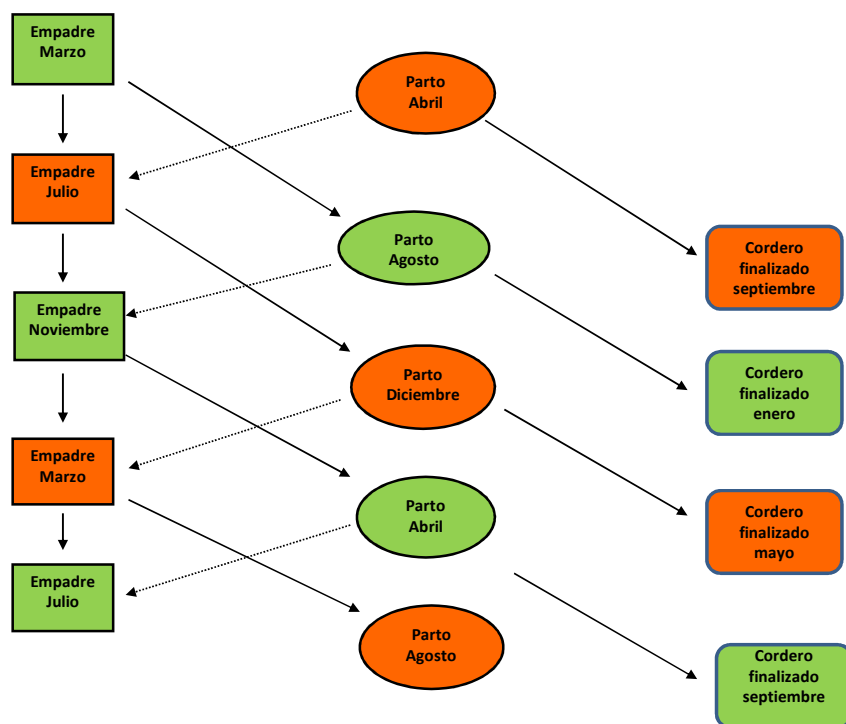 Empadre
Marzo
Parto
Abril
Empadre
Julio
Parto
Agosto
Cordero
finalizado
septiembre
Empadre
Noviembre
Parto
Diciembre
Cordero
finalizado
enero
Empadre
Marzo
Parto
Abril
Cordero
finalizado
mayo
Empadre
Julio
Parto
Agosto
Cordero
finalizado
septiembre